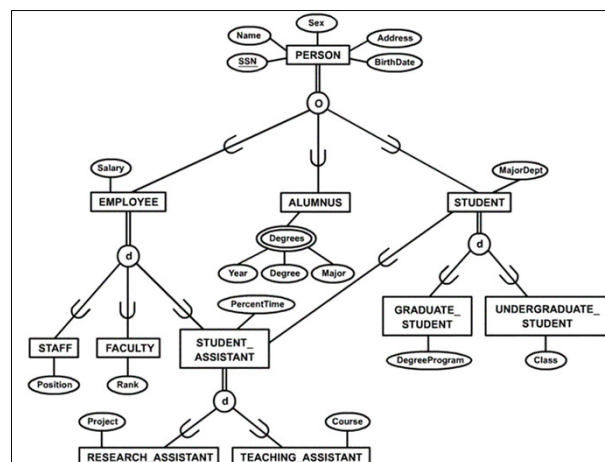 Sex
Name
Address
PERSON
SSN
BirthDate
O
Salary
MajorDept
EMPLOYEE
ALUMNUS
STUDENT
Degrees
d
d
Year
Degree
Major
PercentTime
GRADUATE_
STUDENT
UNDERGRADUATE_
STUDENT
STAFF
FACULTY
STUDENT_
ASSISTANT
DegreeProgram
Class
Position
Rank
d
Project
Course
RESEARCH_ASSISTANT
TEACHING_ASSISTANT